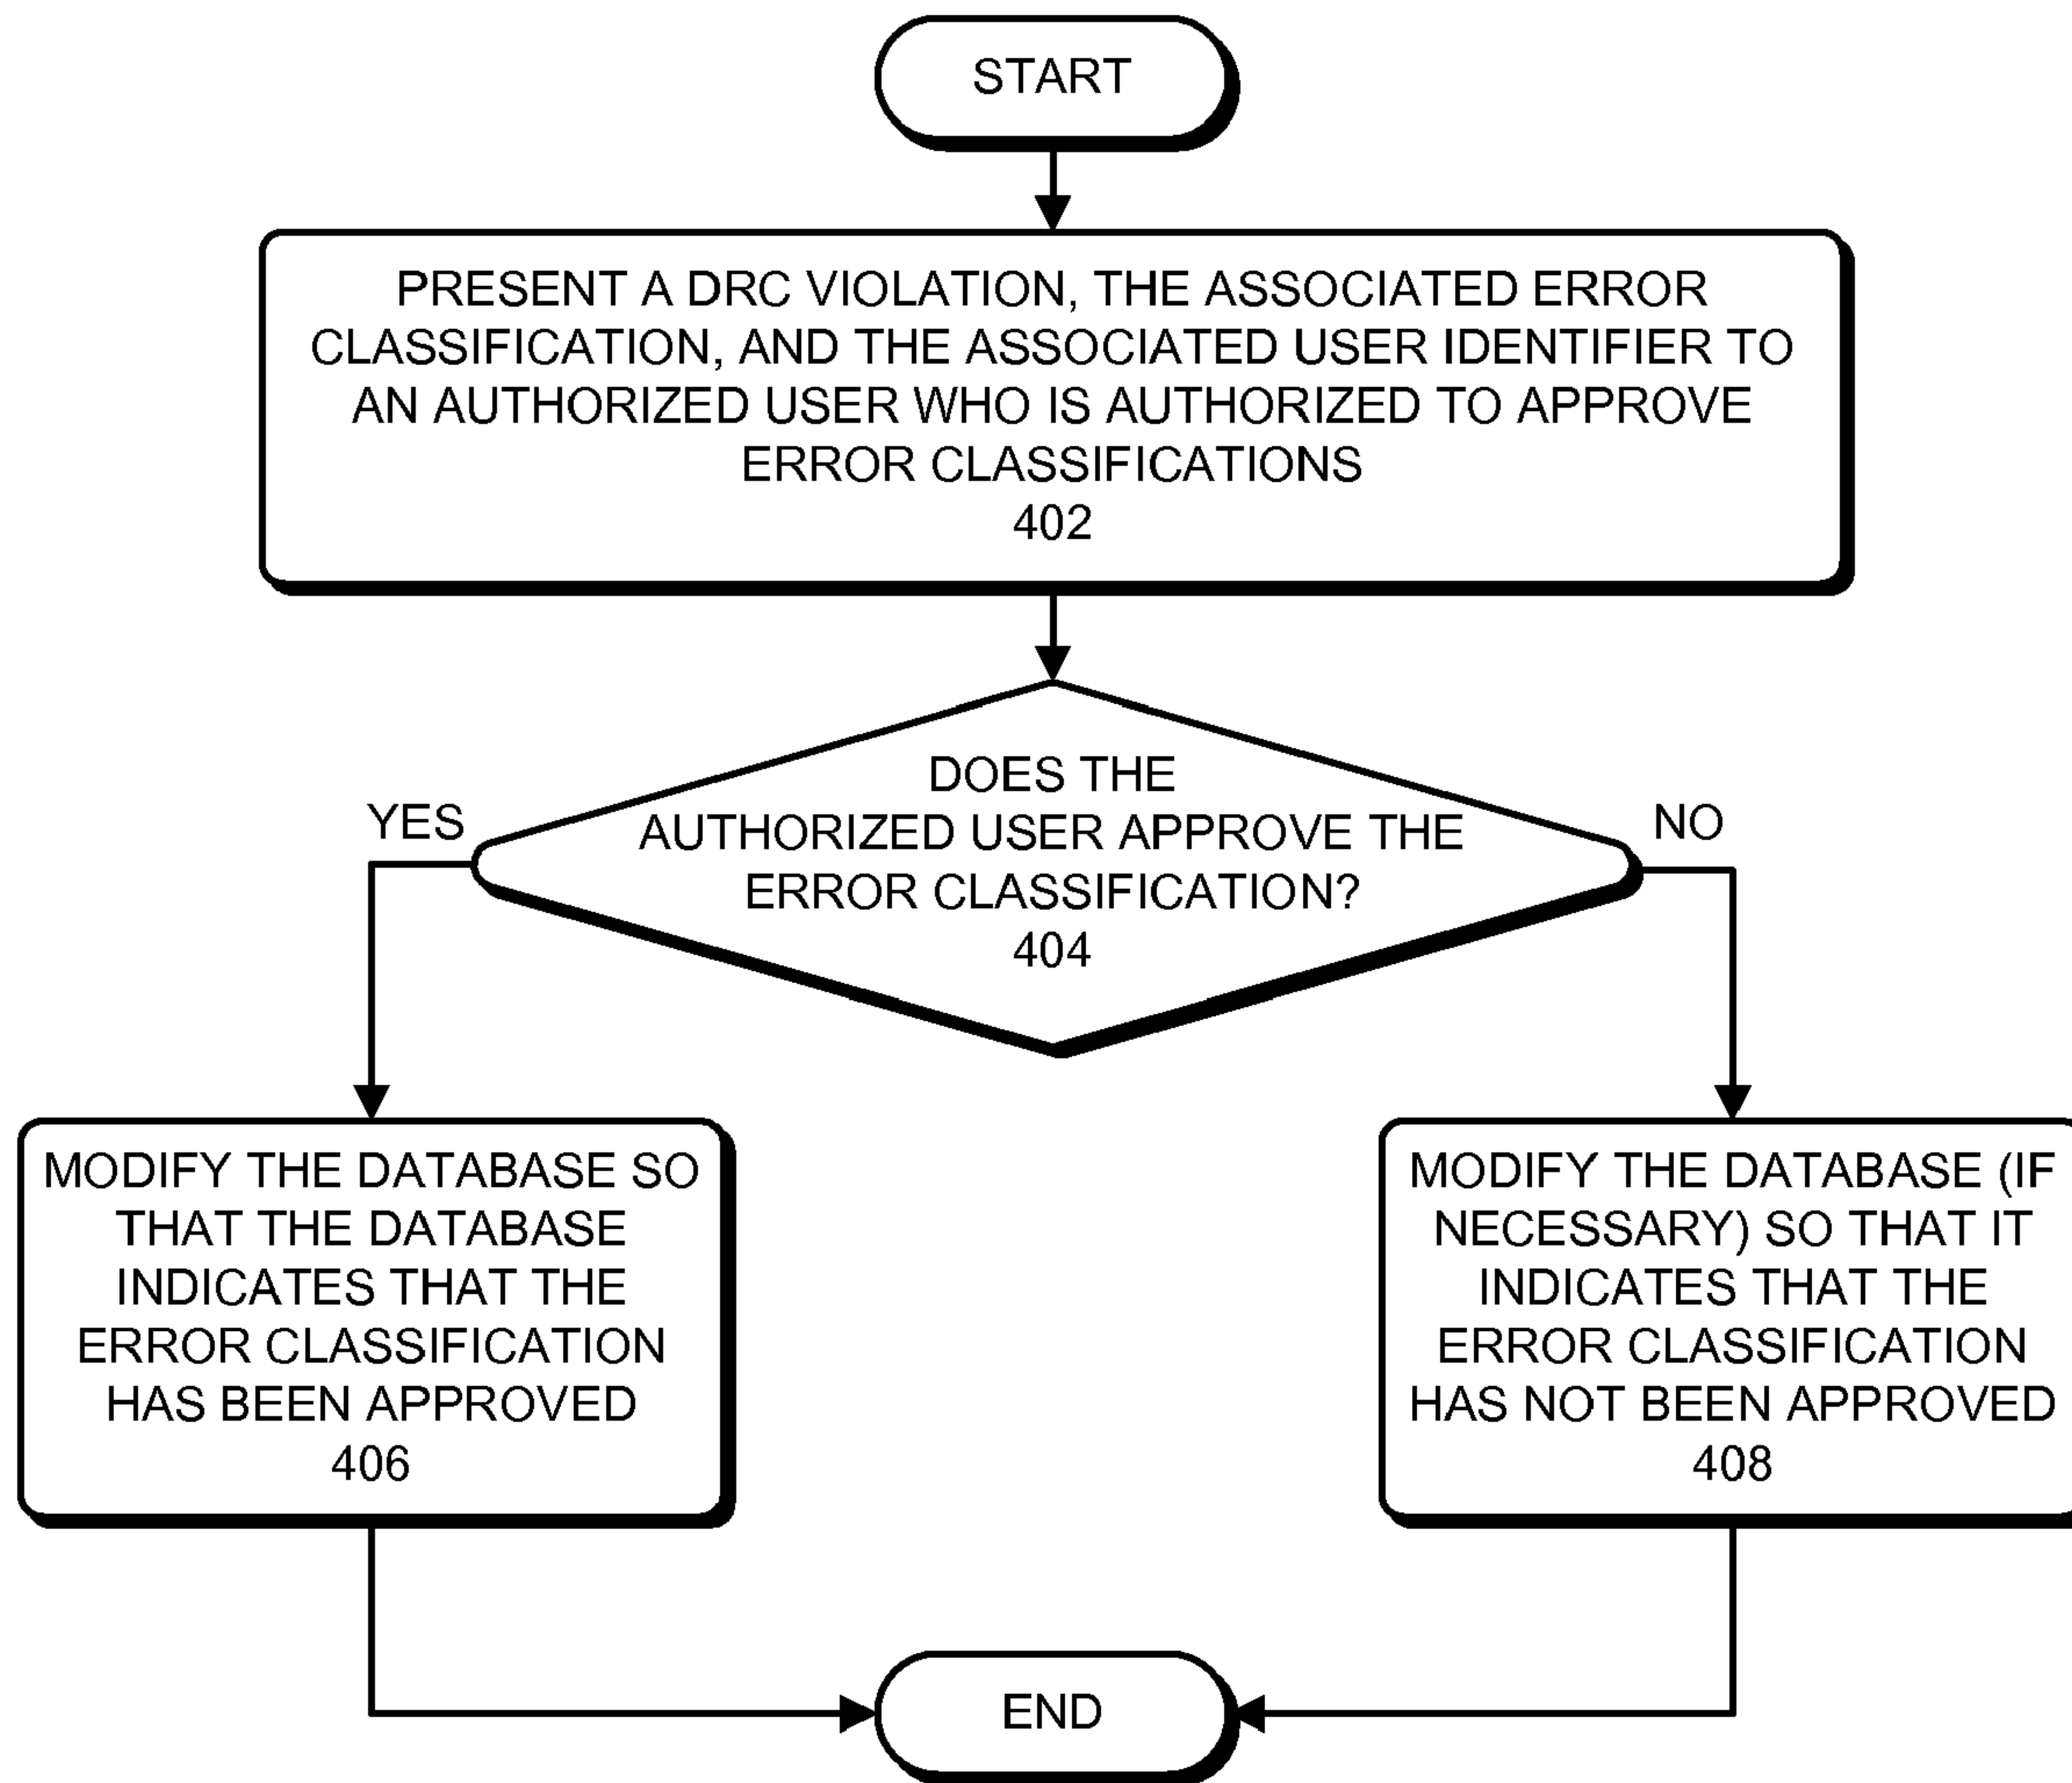 START
PRESENT A DRC VIOLATION, THE ASSOCIATED ERROR
CLASSIFICATION, AND THE ASSOCIATED USER IDENTIFIER TO
AN AUTHORIZED USER WHO IS AUTHORIZED TO APPROVE
ERROR CLASSIFICATIONS
402
DOES THE
AUTHORIZED USER APPROVE THE
ERROR CLASSIFICATION?
404
YES
NO
MODIFY THE DATABASE SO
THAT THE DATABASE
INDICATES THAT THE
ERROR CLASSIFICATION
HAS BEEN APPROVED
406
MODIFY THE DATABASE (IF
NECESSARY) SO THAT IT
INDICATES THAT THE
ERROR CLASSIFICATION
HAS NOT BEEN APPROVED
408
END